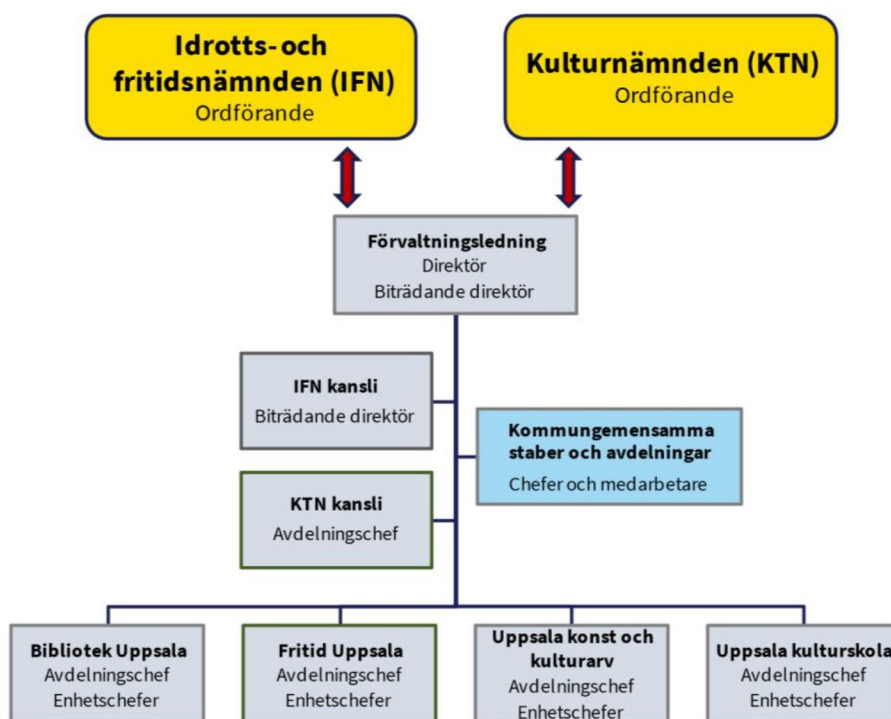 Idrotts- och
fritidsnämnden (IFN)
Ordförande
Kulturnämnden (KTN)
Ordförande
Förvaltningsledning
Direktör
Biträdande direktör
IFN kansli
Biträdande direktör
Kommungemensamma
staber och avdelningar
Chefer och medarbetare
KTN kansli
Avdelningschef
Bibliotek Uppsala
Avdelningschef
Enhetschefer
Fritid Uppsala
Avdelningschef
Enhetschefer
Uppsala konst och
kulturarv
Avdelningschef
Enhetschefer
Uppsala kulturskola
Avdelningschef
Enhetschefer